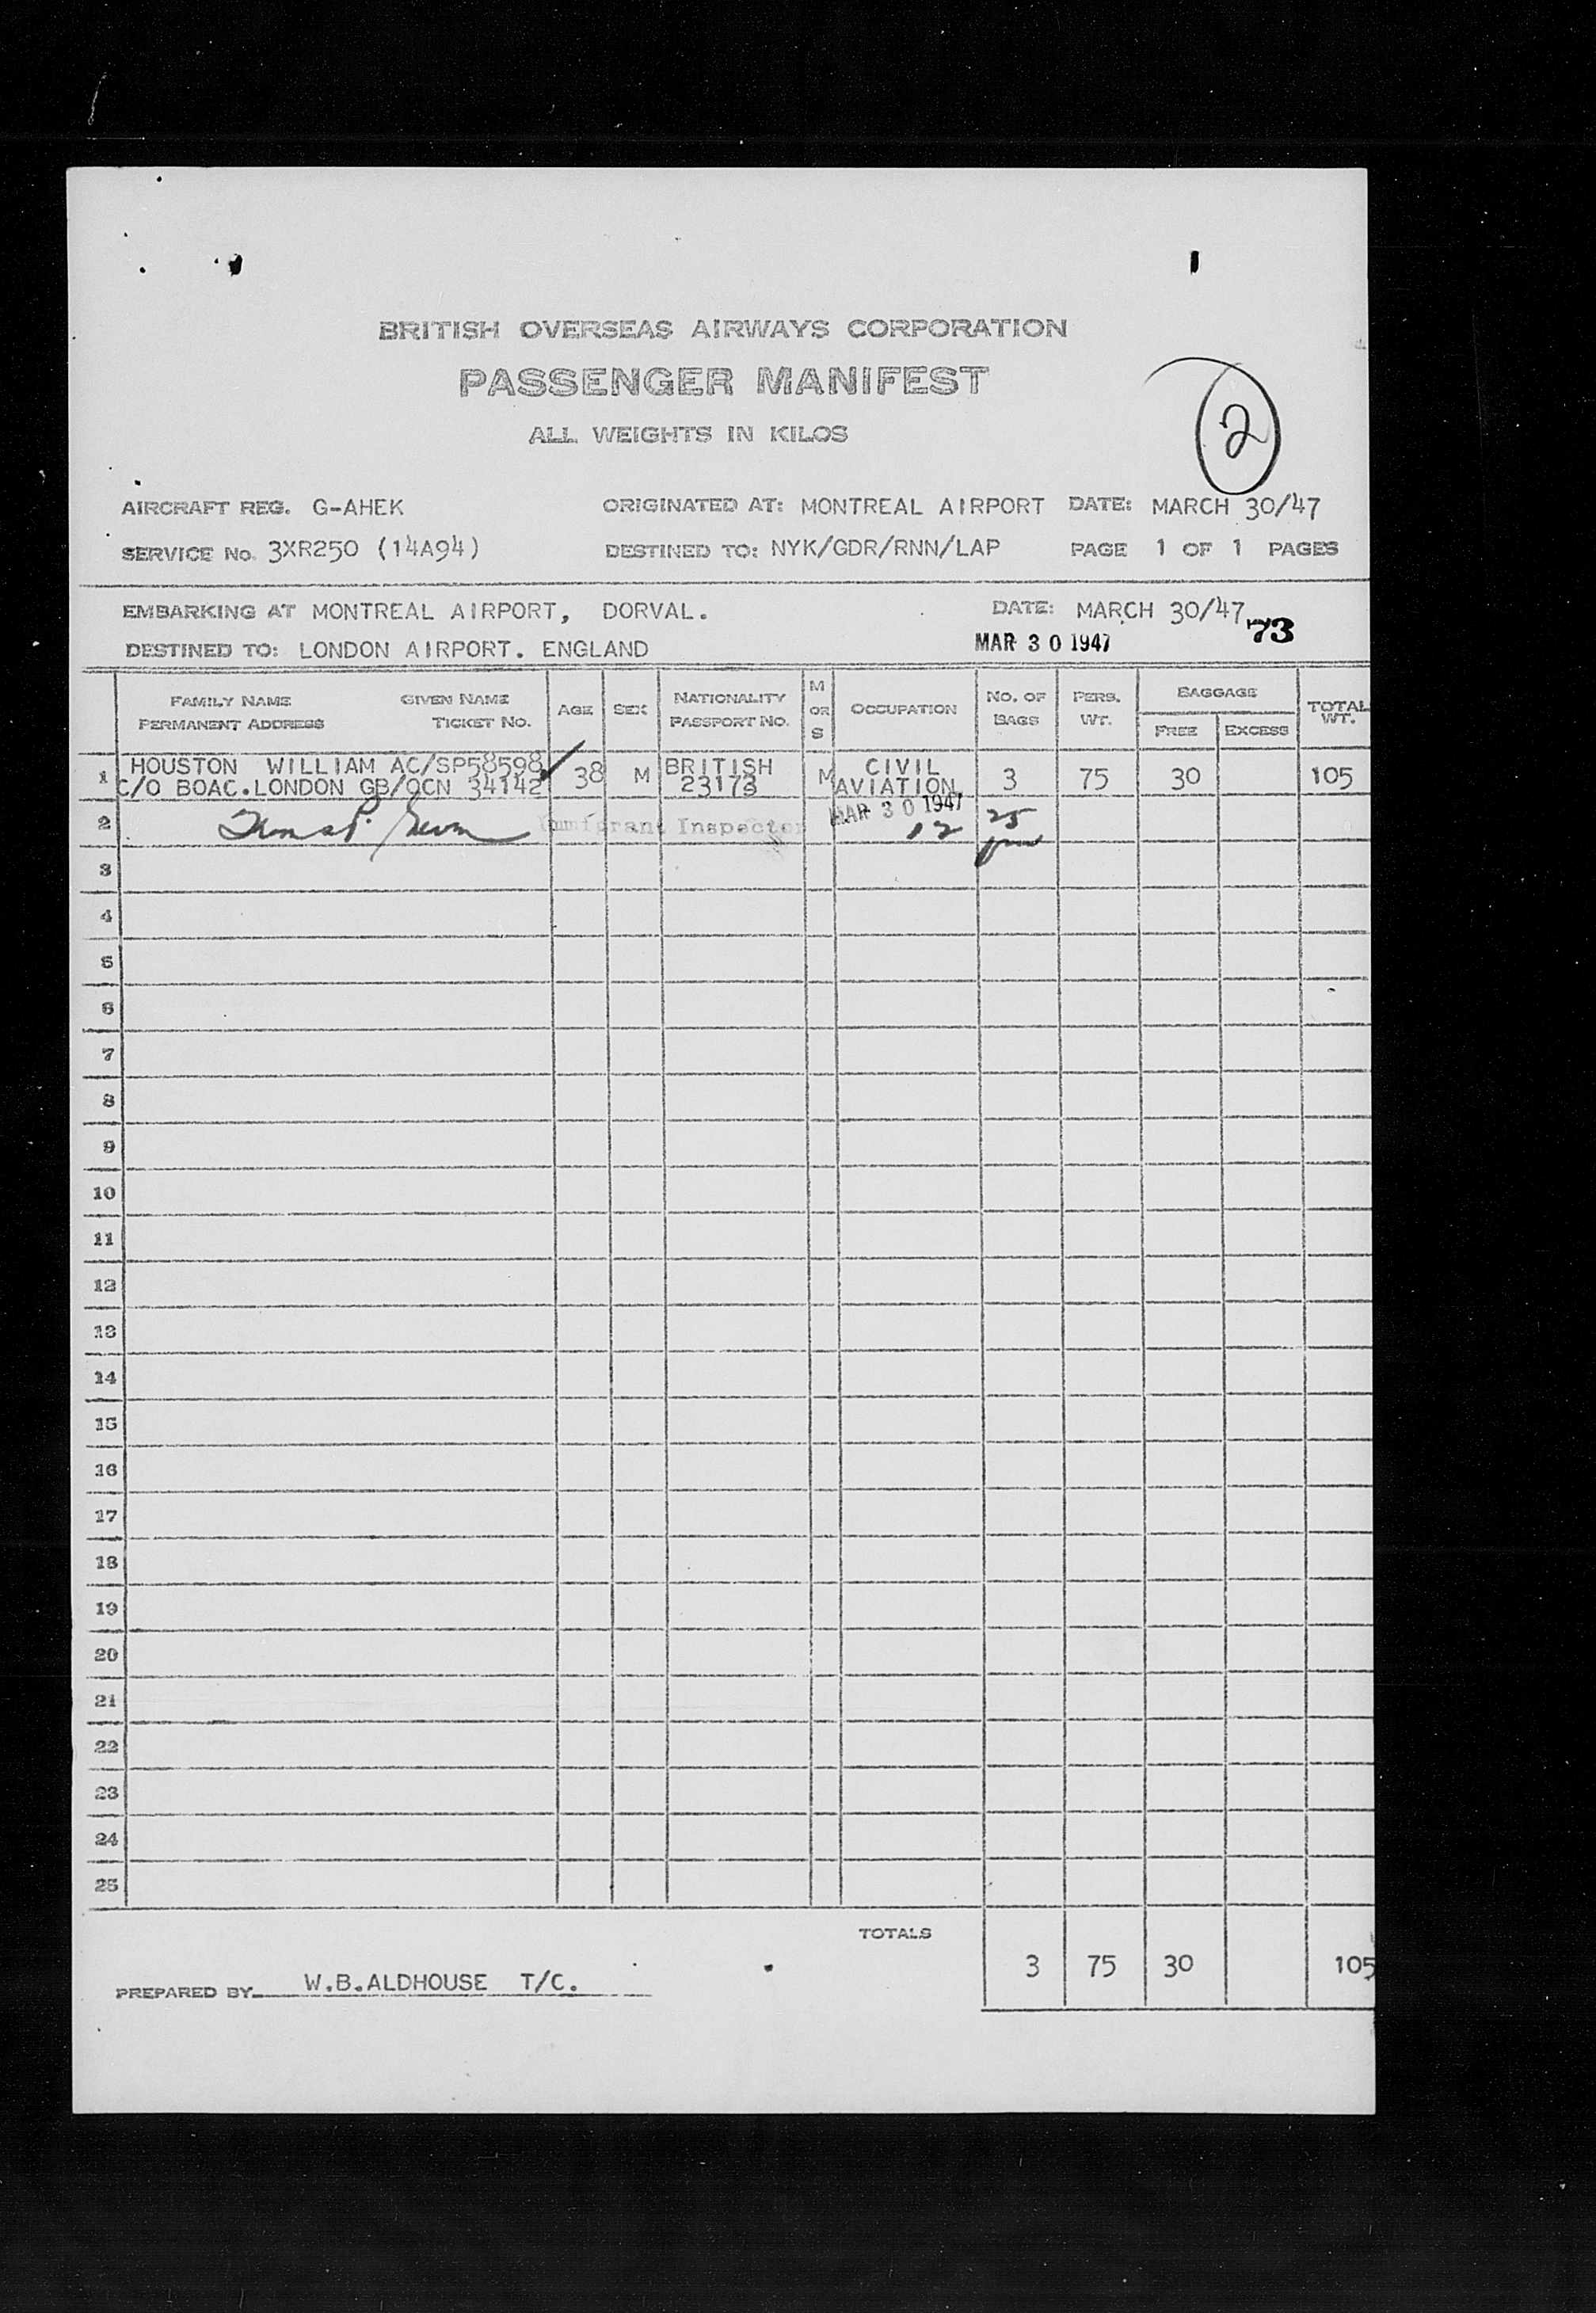 BRITISH OVERSEAS AIRWAYS CORPORATION
PASSENGER MANIFEST
ALL WEIGHTS IN KILOS
2
AIRCRAFT REG. G-AHEK ORIGINATED AT: MONTREAL AIRPORT DATE: MARCH 30/47
SERVICE No. 3XR250 (14A94) DESTINED TO: NYK/GDR/RNN/LAP PAGE 1 OF 1 PAGES
EMBARKING AT MONTREAL AIRPORT, DORVAL. DATE: MARCH 30/47
73
DESTINED TO: LONDON AIRPORT. ENGLAND MAR 30 1947
FAMILY NAME GIVEN NAME AGE SEX NATIONALITY M OR S OCCUPATION NO. OF BAGS PERS. WT. BAGGAGE TOTAL WT.
PERMANENT ADDRESS TICKET NO. PASSPORT NO. FREE EXCESS
1 HOUSTON WILLIAM AC/SP58598 38 M BRITISH M CIVIL 3 75 30 105
C/O BOAC.LONDON GB/OCN 34142 23173 AVIATION
2 Immigrant Inspector MAR 30 1947 12 25
pm
3
4
5
6
7
8
9
10
11
12
13
14
15
16
17
18
19
20
21
22
23
24
25
TOTALS
3 75 30 105
PREPARED BY W.B.ALDHOUSE T/C.